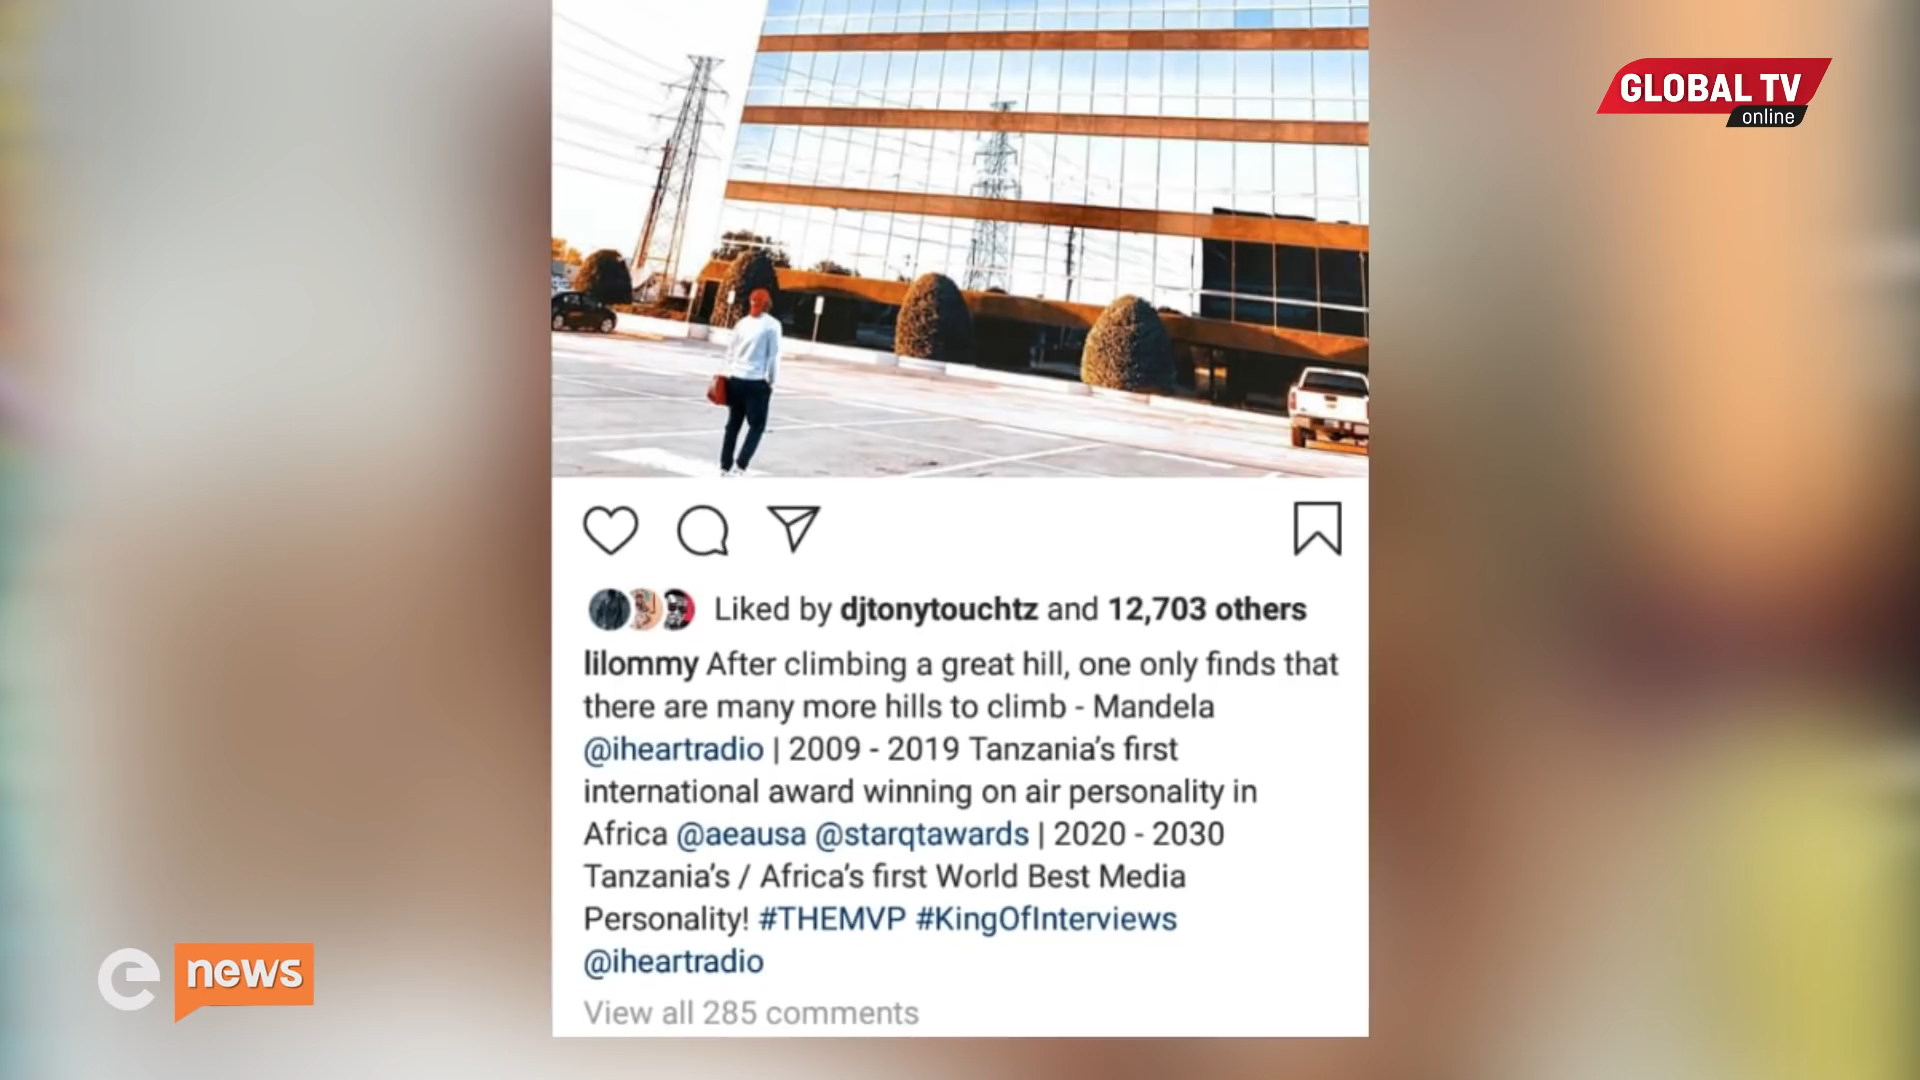 GLOBAL TV
online
Liked by djtonytouchtz and 12,703 others
lilommy After climbing a great hill, one only finds that
there are many more hills to climb - Mandela
@iheartradio | 2009 - 2019 Tanzania's first
international award winning on air personality in
Africa @aeausa @starqtawards | 2020 - 2030
Tanzania's / Africa's first World Best Media
Personality! #THEMVP #KingOfInterviews
@iheartradio
View all 285 comments
e news